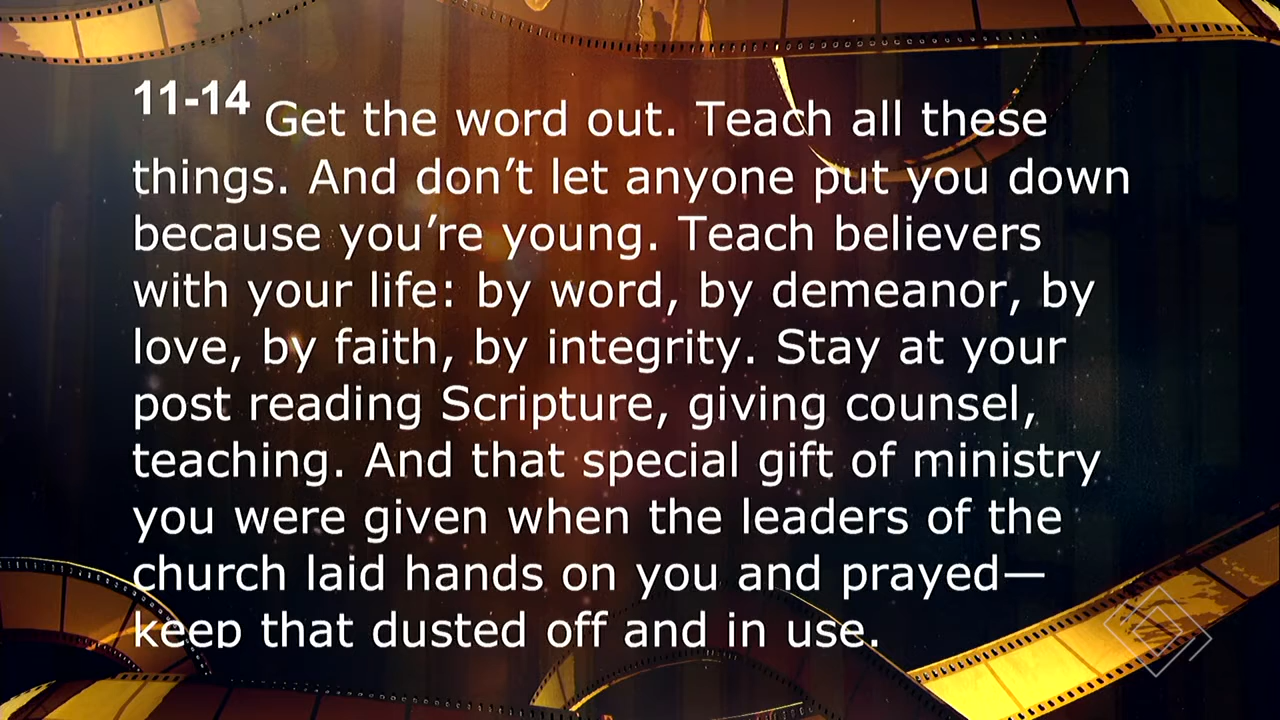 11-14 Get the word out. Teach all these
things. And don’t let anyone put you down
because you’re young. Teach believers
with your life: by word, by demeanor, by
love, by faith, by integrity. Stay at your
post reading Scripture, giving counsel,
teaching. And that special gift of ministry
you were given when the leaders of the
church laid hands on you and prayed—
keep that dusted off and in use.